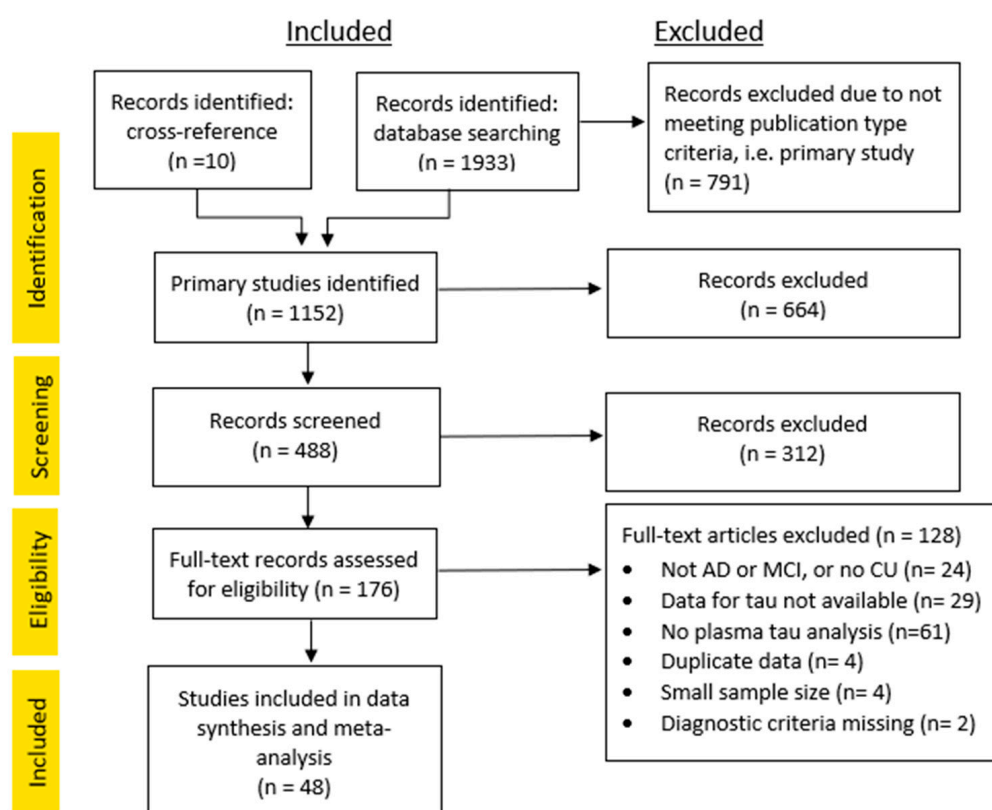 Included
Excluded
Records identified:
cross-reference
(n =10)
Records identified:
database searching
(n = 1933)
Records excluded due to not
meeting publication type
criteria, i.e. primary study
(n = 791)
Identification
Primary studies identified
(n = 1152)
Records excluded
(n = 664)
Screening
Records screened
(n = 488)
Records excluded
(n = 312)
Eligibility
Full-text records assessed
for eligibility (n = 176)
Full-text articles excluded (n = 128)
• Not AD or MCI, or no CU (n= 24)
• Data for tau not available (n= 29)
• No plasma tau analysis (n=61)
• Duplicate data (n= 4)
• Small sample size (n= 4)
• Diagnostic criteria missing (n= 2)
Included
Studies included in data
synthesis and meta-
analysis
(n = 48)